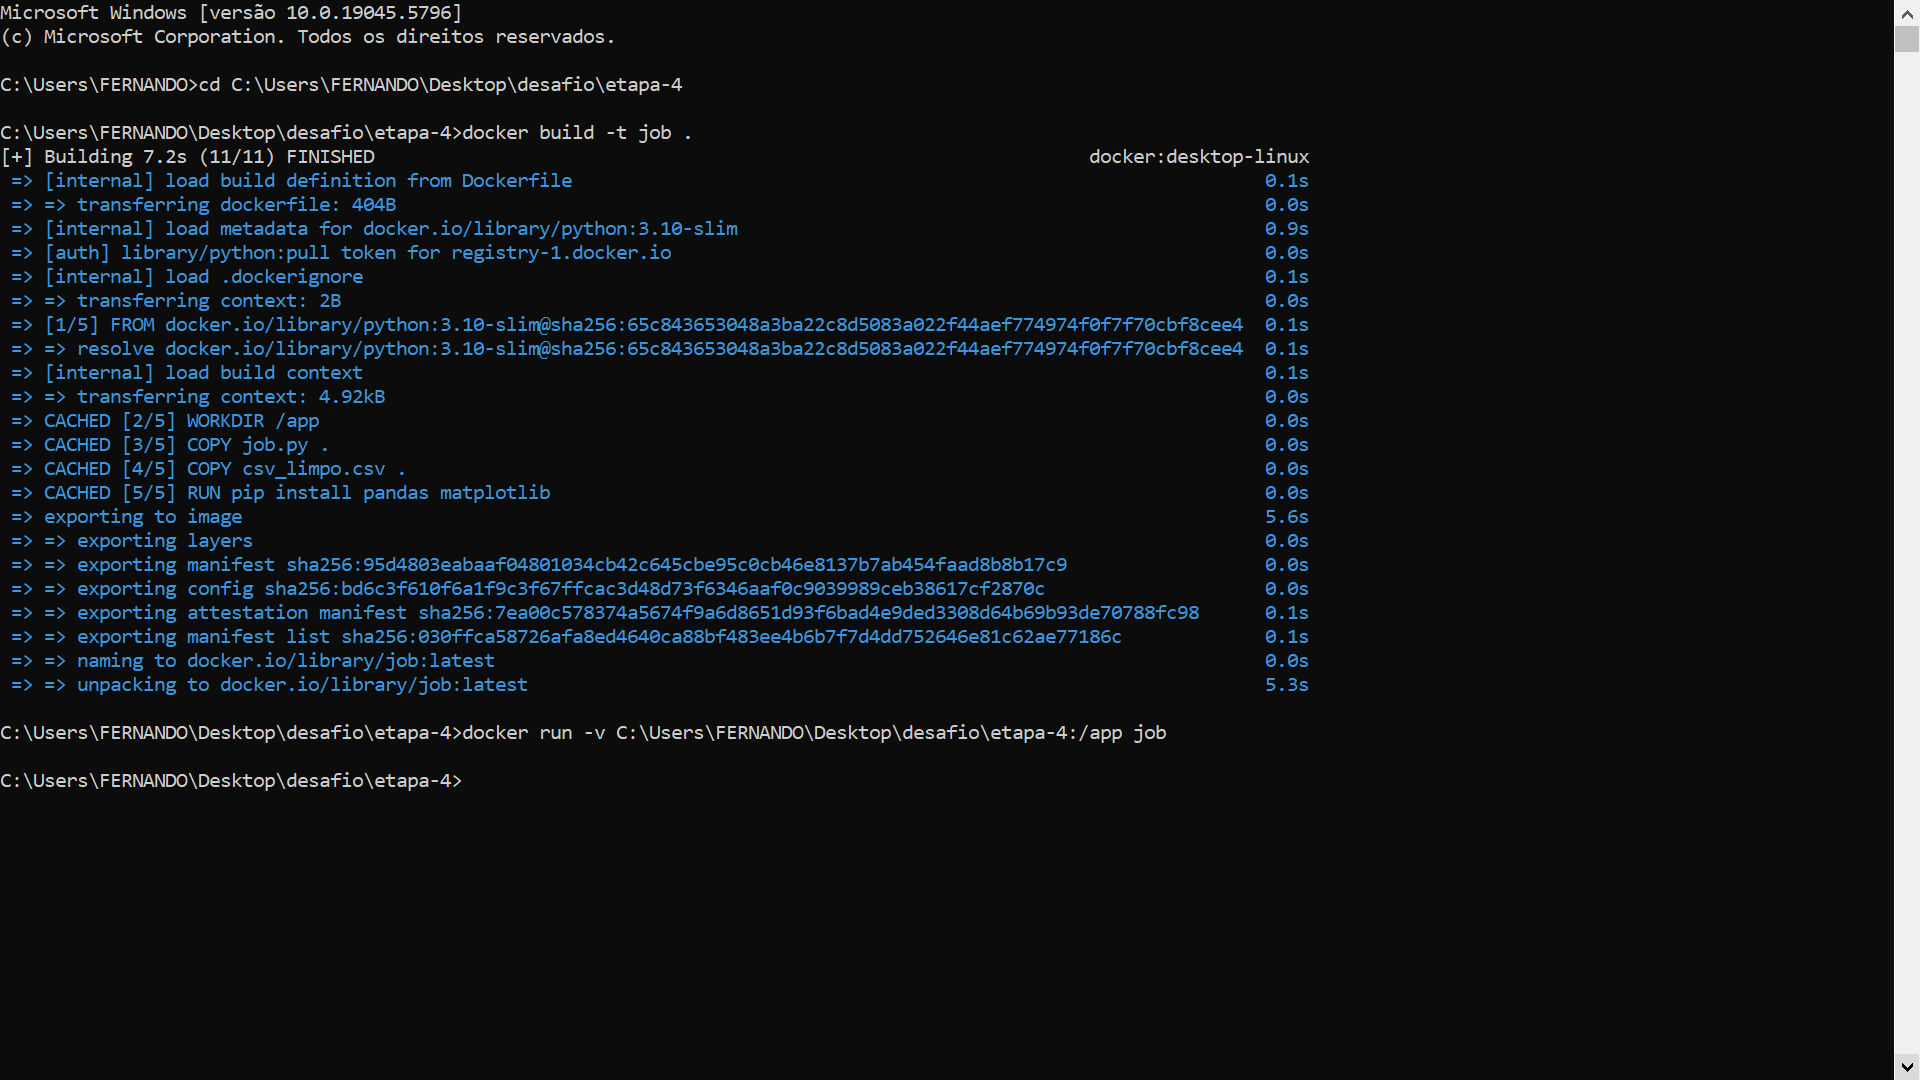 Microsoft Windows [versão 10.0.19045.5796]
(c) Microsoft Corporation. Todos os direitos reservados.
C:\Users\FERNANDO>cd C:\Users\FERNANDO\Desktop\desafio\etapa-4
C:\Users\FERNANDO\Desktop\desafio\etapa-4>docker build -t job .
[+] Building 7.2s (11/11) FINISHED docker:desktop-linux
=> [internal] load build definition from Dockerfile 0.1s
=> => transferring dockerfile: 404B 0.0s
=> [internal] load metadata for docker.io/library/python:3.10-slim 0.9s
=> [auth] library/python:pull token for registry-1.docker.io 0.0s
=> [internal] load .dockerignore 0.1s
=> => transferring context: 2B 0.0s
=> [1/5] FROM docker.io/library/python:3.10-slim@sha256:65c843653048a3ba22c8d5083a022f44aef774974f0f7f70cbf8cee4 0.1s
=> => resolve docker.io/library/python:3.10-slim@sha256:65c843653048a3ba22c8d5083a022f44aef774974f0f7f70cbf8cee4 0.1s
=> [internal] load build context 0.1s
=> => transferring context: 4.92kB 0.0s
=> CACHED [2/5] WORKDIR /app 0.0s
=> CACHED [3/5] COPY job.py . 0.0s
=> CACHED [4/5] COPY csv_limpo.csv . 0.0s
=> CACHED [5/5] RUN pip install pandas matplotlib 0.0s
=> exporting to image 5.6s
=> => exporting layers 0.0s
=> => exporting manifest sha256:95d4803eabaaf04801034cb42c645cbe95c0cb46e8137b7ab454faad8b8b17c9 0.0s
=> => exporting config sha256:bd6c3f610f6a1f9c3f67ffcac3d48d73f6346aaf0c9039989ceb38617cf2870c 0.0s
=> => exporting attestation manifest sha256:7ea00c578374a5674f9a6d8651d93f6bad4e9ded3308d64b69b93de70788fc98 0.1s
=> => exporting manifest list sha256:030ffca58726afa8ed4640ca88bf483ee4b6b7f7d4dd752646e81c62ae77186c 0.1s
=> => naming to docker.io/library/job:latest 0.0s
=> => unpacking to docker.io/library/job:latest 5.3s
C:\Users\FERNANDO\Desktop\desafio\etapa-4>docker run -v C:\Users\FERNANDO\Desktop\desafio\etapa-4:/app job
C:\Users\FERNANDO\Desktop\desafio\etapa-4>